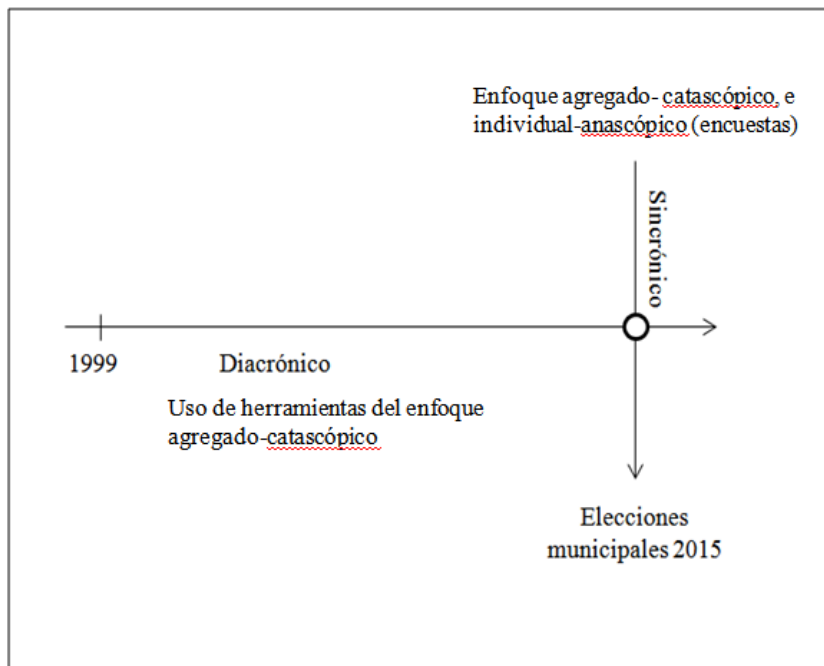 Enfoque agregado- catascópico, e
individual-anascópico (encuestas)
Sincrónico
1999
Diacrónico
Uso de herramientas del enfoque
agregado-catascópico
Elecciones
municipales 2015